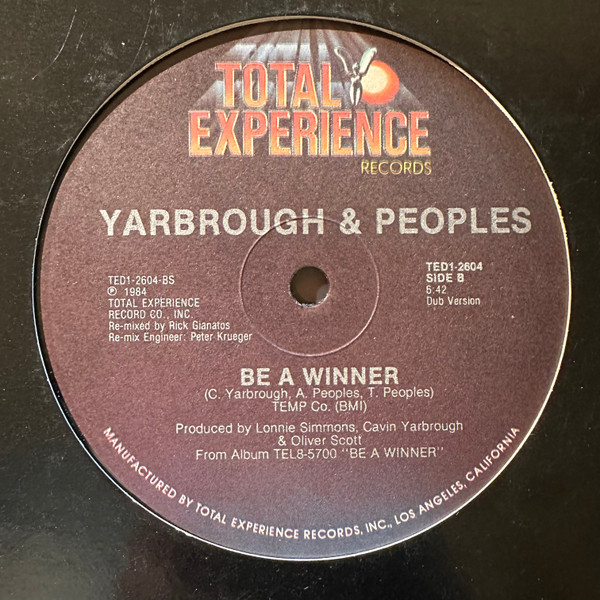 TOTAL
EXPERIENCE
RECORDS
YARBROUGH & PEOPLES
TED1-2604-BS
℗ 1984
TOTAL EXPERIENCE
RECORD CO., INC.
Re-mixed by Rick Gianatos
Re-mix Engineer: Peter Krueger
TED1-2604
SIDE B
6:42
Dub Version
BE A WINNER
(C. Yarbrough, A. Peoples, T. Peoples)
TEMP Co. (BMI)
Produced by Lonnie Simmons, Cavin Yarbrough
& Oliver Scott
From Album TEL8-5700 "BE A WINNER"
MANUFACTURED BY TOTAL EXPERIENCE RECORDS, INC., LOS ANGELES, CALIFORNIA